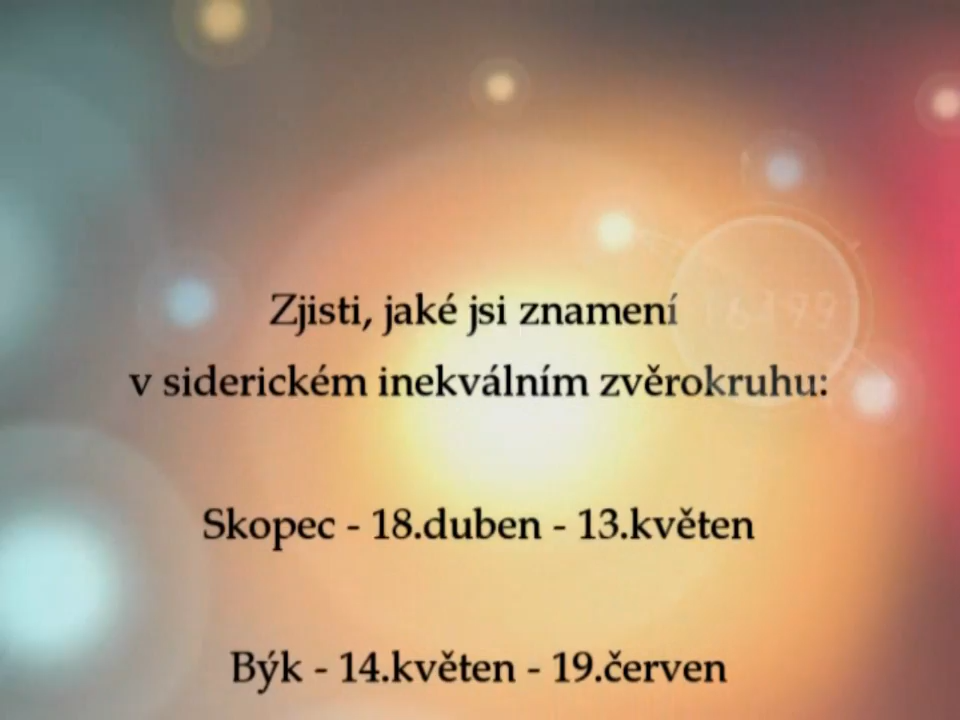 Zjisti, jaké jsi znamení
v siderickém inekválním zvěrokruhu:
Skopec - 18.duben - 13.květen
Býk - 14.květen - 19.červen